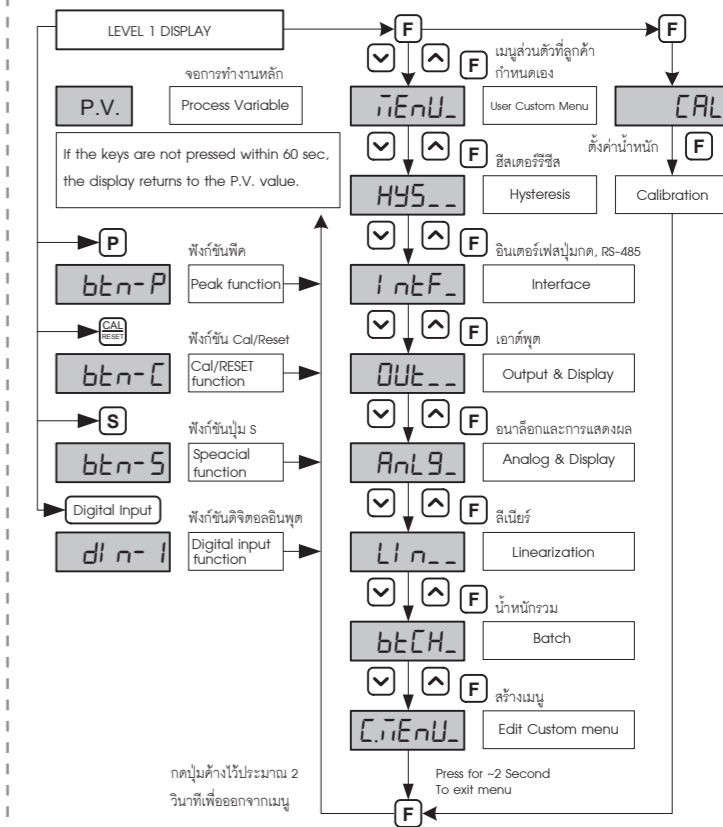 LEVEL 1 DISPLAY
F
F
จอการทำงานหลัก
P.V.
Process Variable
If the keys are not pressed within 60 sec,
the display returns to the P.V. value.
F
เมนูส่วนตัวที่ลูกค้า
กำหนดเอง
MEnU_
User Custom Menu
CAL
ตั้งค่าน้ำหนัก
F
Calibration
F
ฮีสเตอร์รีซีส
HYS__
Hysteresis
P
ฟังก์ชันพีค
btn-P
Peak function
F
อินเตอร์เฟสปุ่มกด, RS-485
IntF_
Interface
CAL
RESET
ฟังก์ชัน Cal/Reset
btn-C
Cal/RESET
function
F
เอาต์พุต
OUt__
Output & Display
S
ฟังก์ชันปุ่ม S
btn-S
Speacial
function
F
อนาล็อกและการแสดงผล
AnLg_
Analog & Display
Digital Input
ฟังก์ชันดิจิตอลอินพุต
dIn-1
Digital input
function
F
ลีเนียร์
LIn__
Linearization
F
น้ำหนักรวม
btCH_
Batch
F
สร้างเมนู
C.MEnU_
Edit Custom menu
กดปุ่มค้างไว้ประมาณ 2
วินาทีเพื่อออกจากเมนู
Press for ~2 Second
To exit menu
F